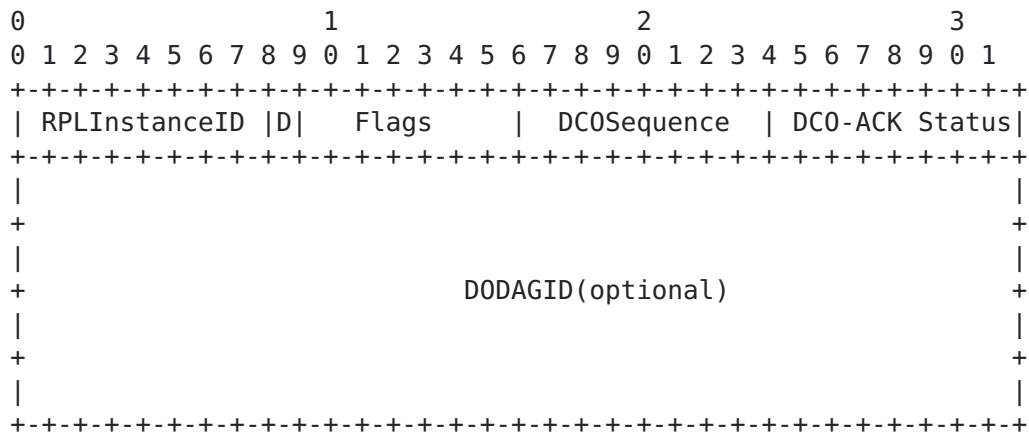 0                   1                   2                   3
0 1 2 3 4 5 6 7 8 9 0 1 2 3 4 5 6 7 8 9 0 1 2 3 4 5 6 7 8 9 0 1
+-+-+-+-+-+-+-+-+-+-+-+-+-+-+-+-+-+-+-+-+-+-+-+-+-+-+-+-+-+-+-+-+
| RPLInstanceID |D|   Flags     |  DCOSequence  | DCO-ACK Status|
+-+-+-+-+-+-+-+-+-+-+-+-+-+-+-+-+-+-+-+-+-+-+-+-+-+-+-+-+-+-+-+-+
|                                                               |
+                                                               +
|                                                               |
+                            DODAGID(optional)                  +
|                                                               |
+                                                               +
|                                                               |
+-+-+-+-+-+-+-+-+-+-+-+-+-+-+-+-+-+-+-+-+-+-+-+-+-+-+-+-+-+-+-+-+